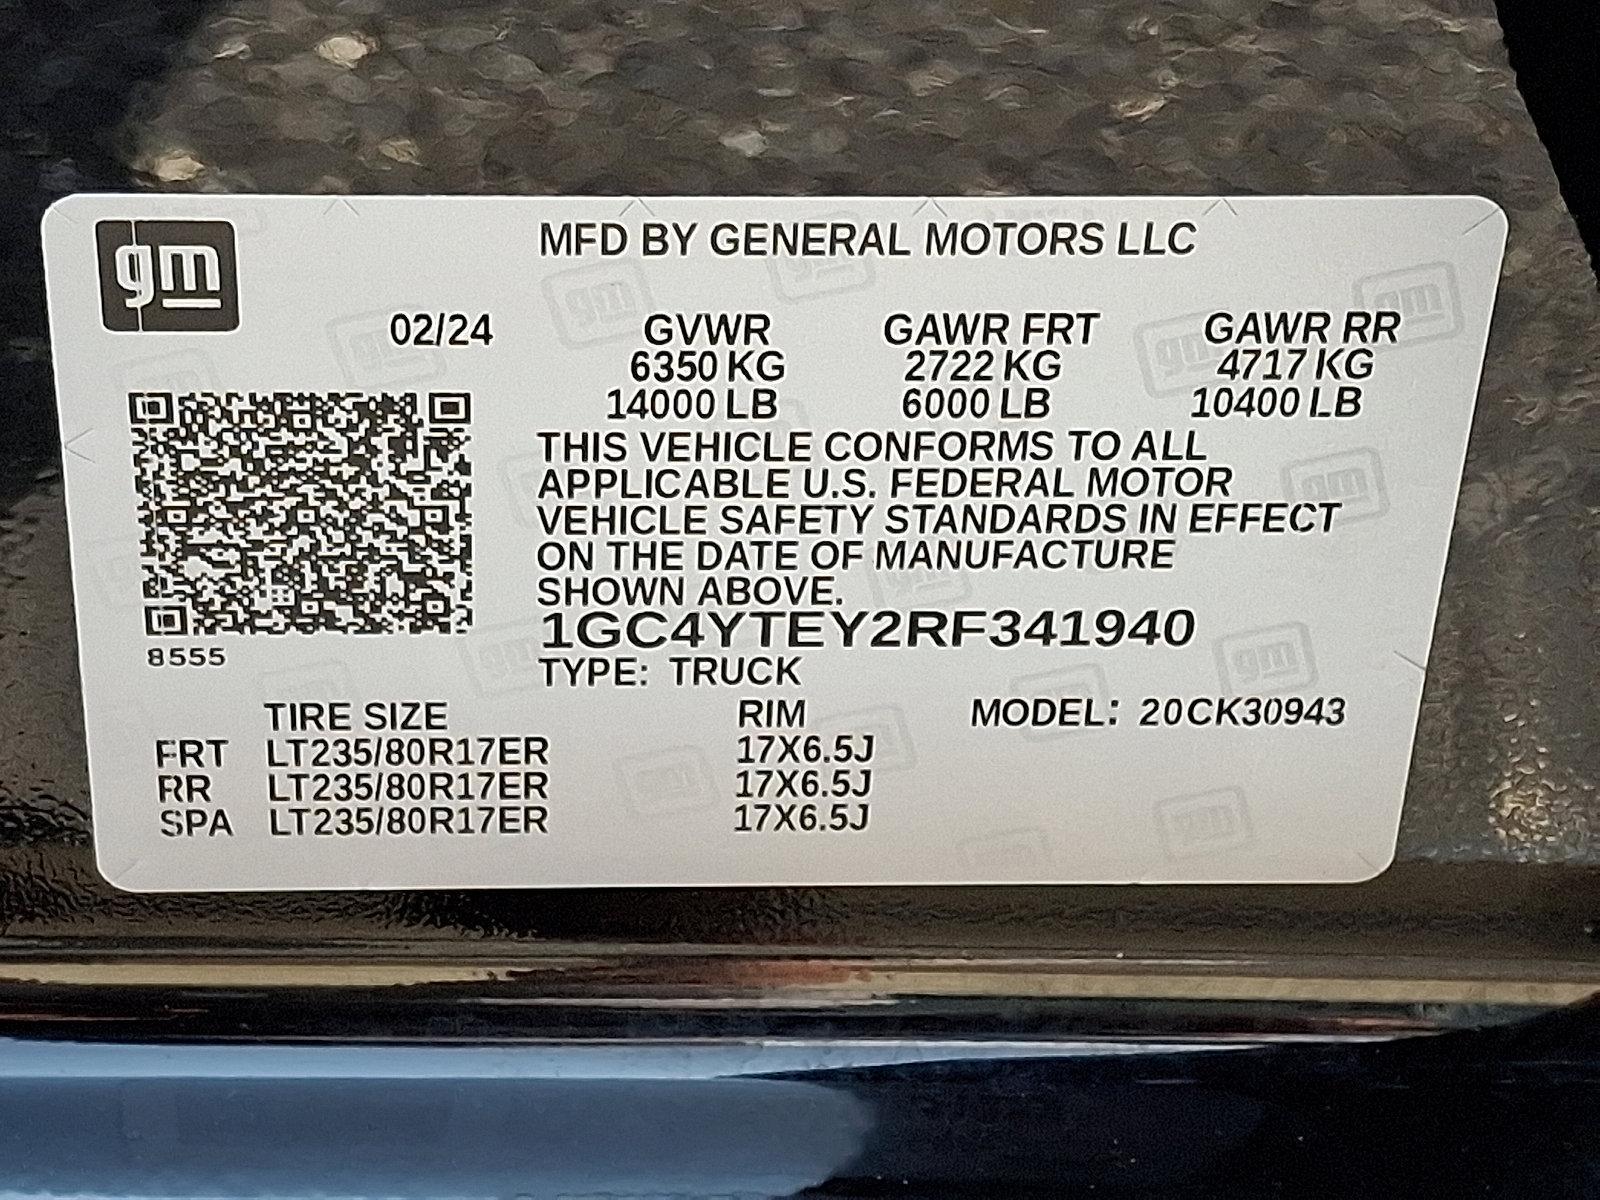 gm
MFD BY GENERAL MOTORS LLC
02/24 GVWR GAWR FRT GAWR RR
6350 KG 2722 KG 4717 KG
14000 LB 6000 LB 10400 LB
THIS VEHICLE CONFORMS TO ALL
APPLICABLE U.S. FEDERAL MOTOR
VEHICLE SAFETY STANDARDS IN EFFECT
ON THE DATE OF MANUFACTURE
SHOWN ABOVE.
1GC4YTEY2RF341940
8555
TYPE: TRUCK
TIRE SIZE RIM MODEL: 20CK30943
FRT LT235/80R17ER 17X6.5J
RR LT235/80R17ER 17X6.5J
SPA LT235/80R17ER 17X6.5J